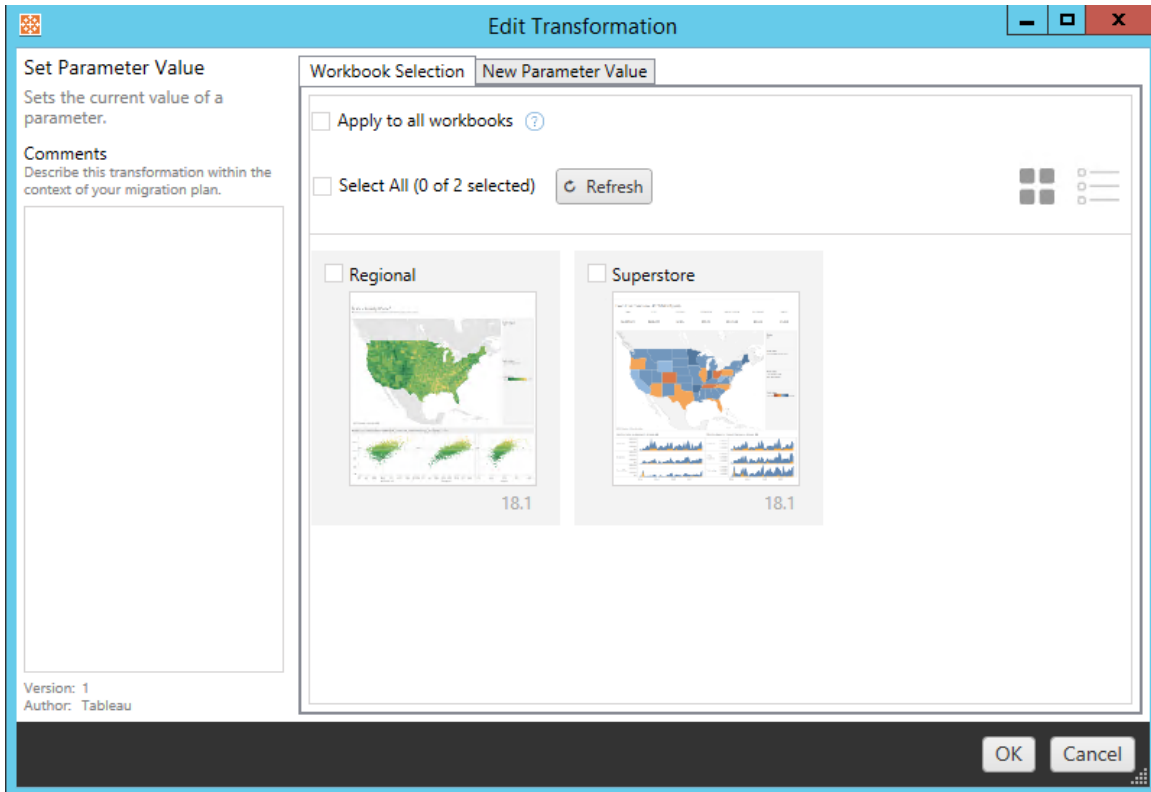 Edit Transformation
Set Parameter Value
Sets the current value of a
parameter.
Comments
Describe this transformation within the
context of your migration plan.
Version: 1
Author: Tableau
Workbook Selection
New Parameter Value
Apply to all workbooks ?
Select All (0 of 2 selected)
Refresh
Regional
18.1
Superstore
18.1
OK
Cancel